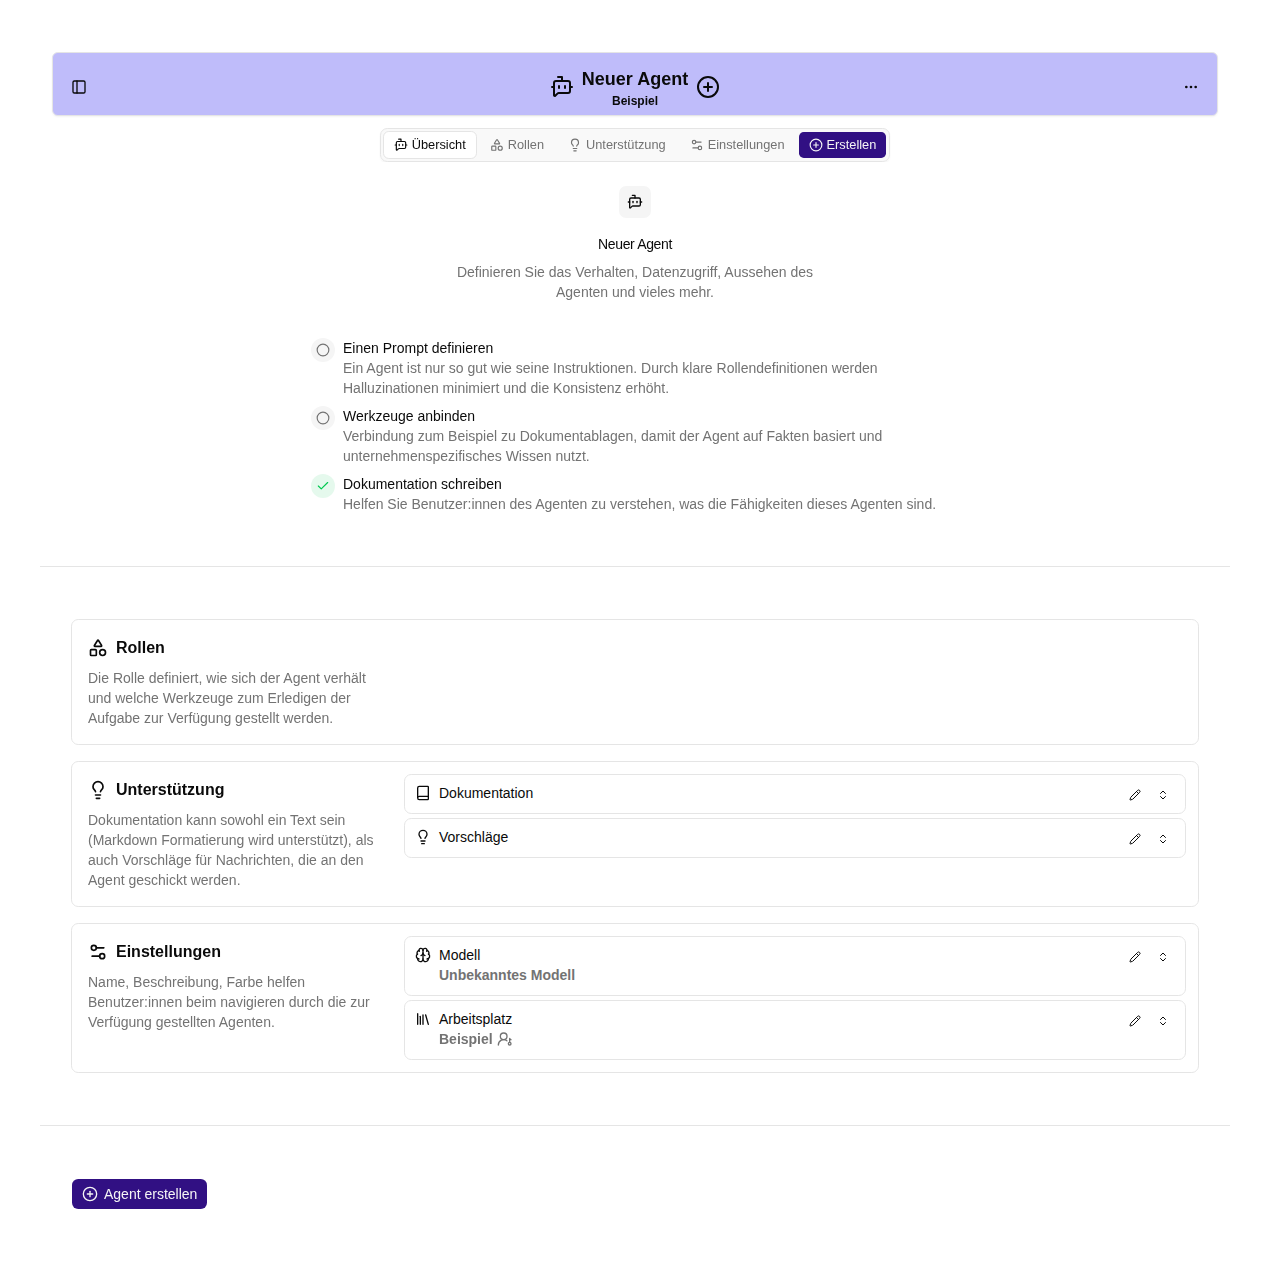 Neuer Agent
Beispiel
Übersicht Rollen Unterstützung Einstellungen Erstellen
Neuer Agent
Definieren Sie das Verhalten, Datenzugriff, Aussehen des
Agenten und vieles mehr.
Einen Prompt definieren
Ein Agent ist nur so gut wie seine Instruktionen. Durch klare Rollendefinitionen werden
Halluzinationen minimiert und die Konsistenz erhöht.
Werkzeuge anbinden
Verbindung zum Beispiel zu Dokumentablagen, damit der Agent auf Fakten basiert und
unternehmenspezifisches Wissen nutzt.
Dokumentation schreiben
Helfen Sie Benutzer:innen des Agenten zu verstehen, was die Fähigkeiten dieses Agenten sind.
Rollen
Die Rolle definiert, wie sich der Agent verhält
und welche Werkzeuge zum Erledigen der
Aufgabe zur Verfügung gestellt werden.
Unterstützung
Dokumentation kann sowohl ein Text sein
(Markdown Formatierung wird unterstützt), als
auch Vorschläge für Nachrichten, die an den
Agent geschickt werden.
Dokumentation
Vorschläge
Einstellungen
Name, Beschreibung, Farbe helfen
Benutzer:innen beim navigieren durch die zur
Verfügung gestellten Agenten.
Modell
Unbekanntes Modell
Arbeitsplatz
Beispiel
Agent erstellen